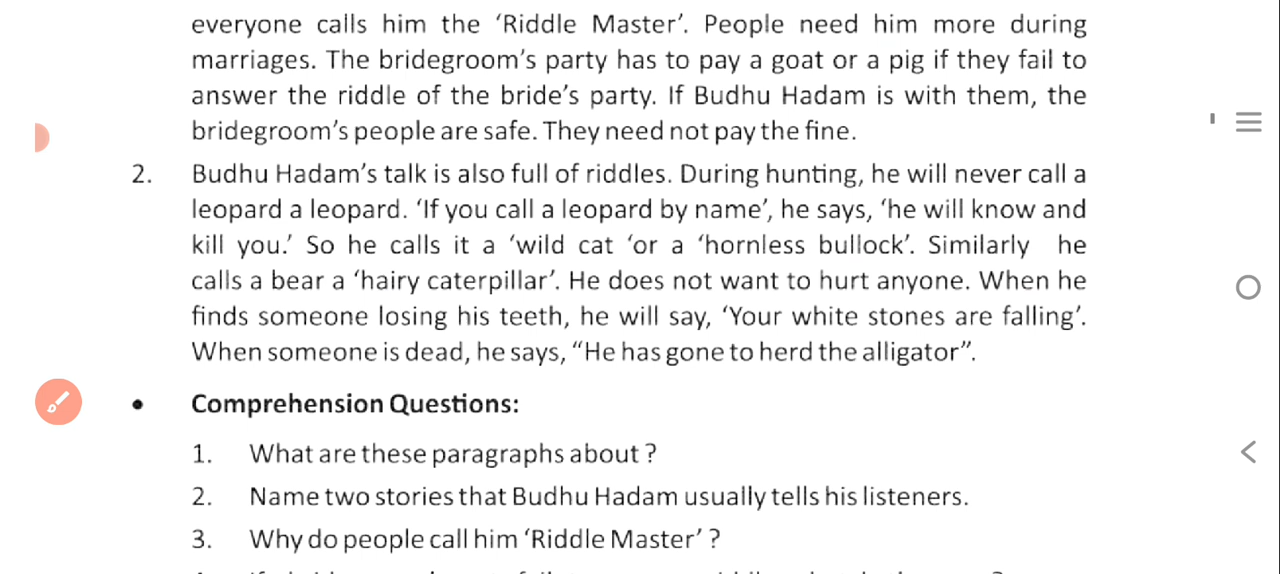 everyone calls him the ‘Riddle Master’. People need him more during
marriages. The bridegroom’s party has to pay a goat or a pig if they fail to
answer the riddle of the bride’s party. If Budhu Hadam is with them, the
bridegroom’s people are safe. They need not pay the fine.
2. Budhu Hadam’s talk is also full of riddles. During hunting, he will never call a
leopard a leopard. ‘If you call a leopard by name’, he says, ‘he will know and
kill you.’ So he calls it a ‘wild cat ‘or a ‘hornless bullock’. Similarly he
calls a bear a ‘hairy caterpillar’. He does not want to hurt anyone. When he
finds someone losing his teeth, he will say, ‘Your white stones are falling’.
When someone is dead, he says, “He has gone to herd the alligator”.
• Comprehension Questions:
1. What are these paragraphs about ?
2. Name two stories that Budhu Hadam usually tells his listeners.
3. Why do people call him ‘Riddle Master’ ?